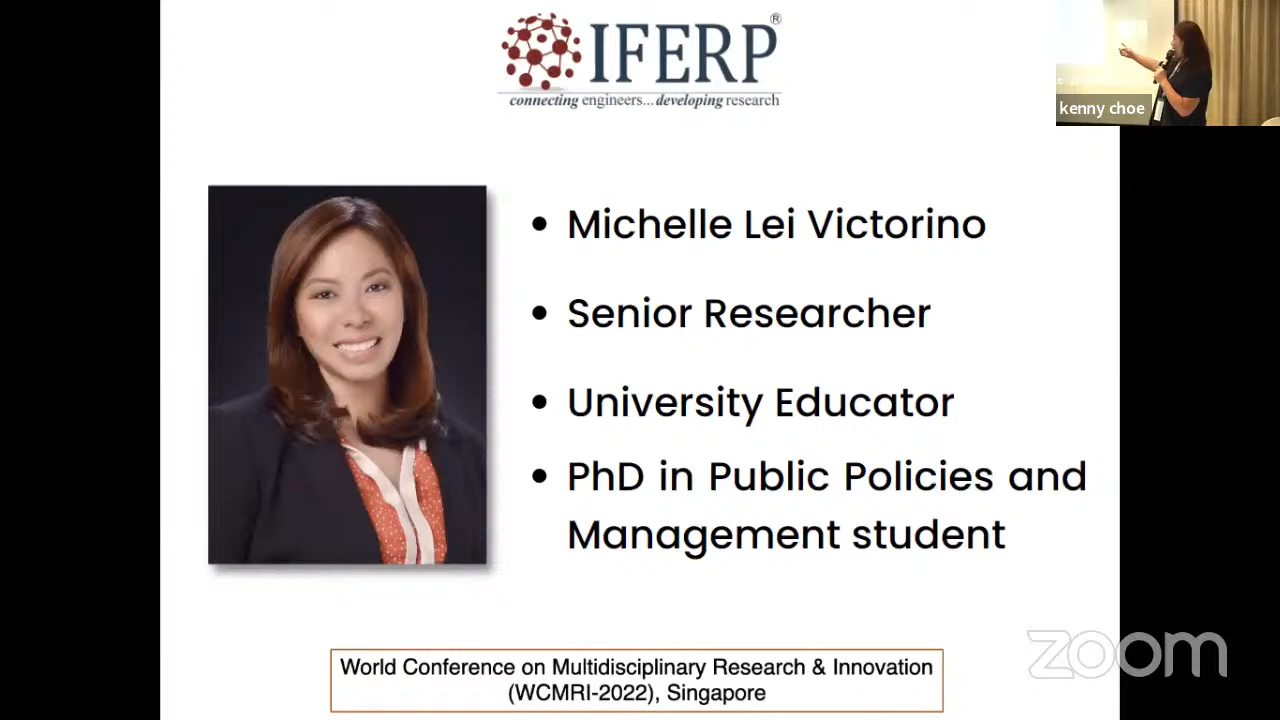 IFERP®
connecting engineers... developing research
kenny choe
• Michelle Lei Victorino
• Senior Researcher
• University Educator
• PhD in Public Policies and
Management student
World Conference on Multidisciplinary Research & Innovation
(WCMRI-2022), Singapore
zoom